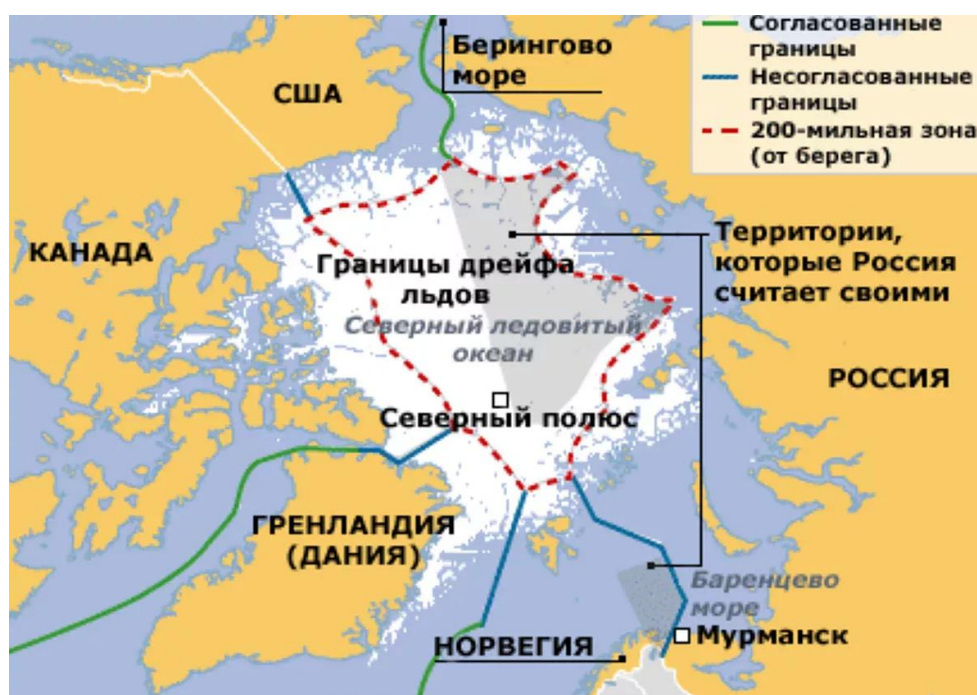 Берингово
море
США
Согласованные
границы
Несогласованные
границы
200-мильная зона
(от берега)
КАНАДА
Границы дрейфа
льдов
Северный ледовитый
океан
Территории,
которые Россия
считает своими
РОССИЯ
Северный полюс
ГРЕНЛАНДИЯ
(ДАНИЯ)
Баренцево
море
Мурманск
НОРВЕГИЯ